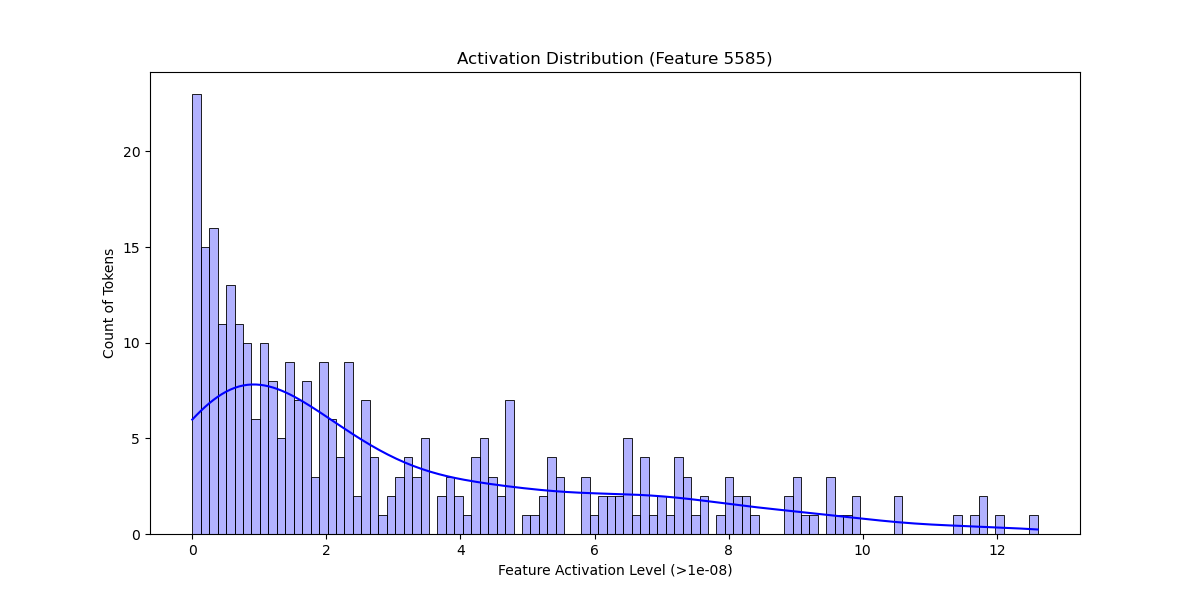 Activation Distribution (Feature 5585)
Count of Tokens
20
15
10
5
0
0 2 4 6 8 10 12
Feature Activation Level (>1e-08)